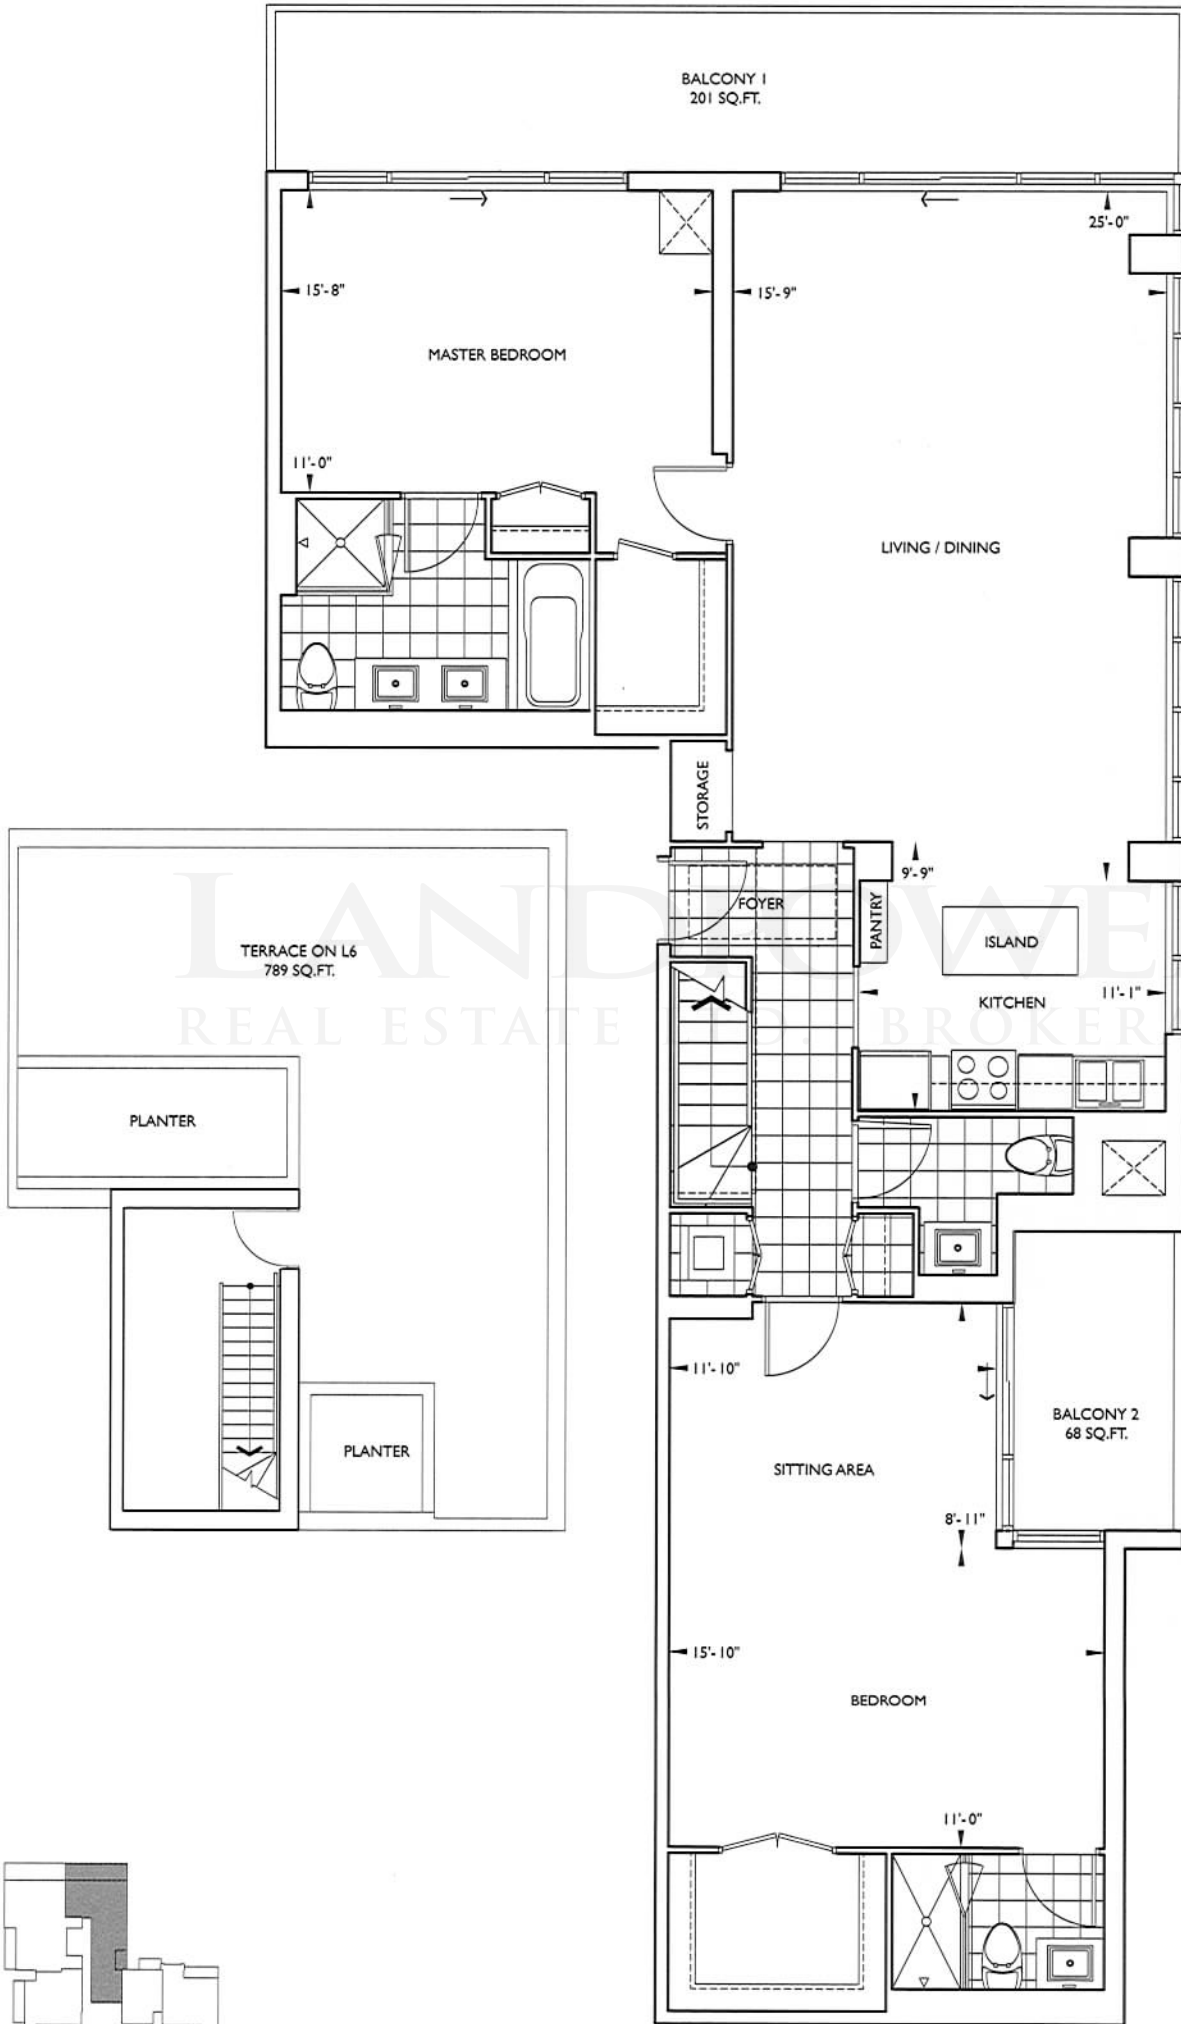 BALCONY 1
201 SQ.FT.
25'-0"
15'-8"
15'-9"
MASTER BEDROOM
11'-0"
LIVING / DINING
STORAGE
9'-9"
FOYER
PANTRY
ISLAND
KITCHEN
11'-1"
TERRACE ON L6
789 SQ.FT.
LANDPOWE
REAL ESTATE LTD. BROKER
PLANTER
PLANTER
11'-10"
BALCONY 2
68 SQ.FT.
SITTING AREA
8'-11"
15'-10"
BEDROOM
11'-0"